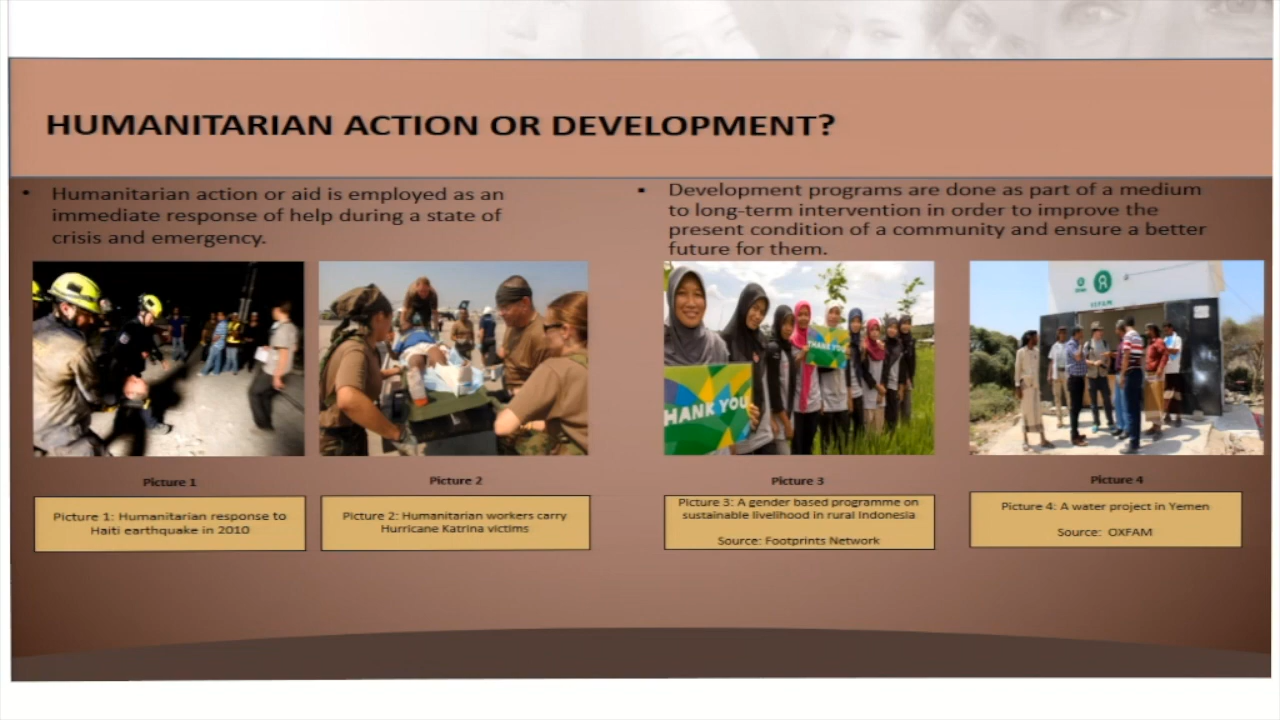 HUMANITARIAN ACTION OR DEVELOPMENT?
• Humanitarian action or aid is employed as an
immediate response of help during a state of
crisis and emergency.
▪ Development programs are done as part of a medium
to long-term intervention in order to improve the
present condition of a community and ensure a better
future for them.
THANK YOU
HANK YOU
OXFAM
Picture 1
Picture 2
Picture 3
Picture 4
Picture 1: Humanitarian response to
Haiti earthquake in 2010
Picture 2: Humanitarian workers carry
Hurricane Katrina victims
Picture 3: A gender based programme on
sustainable livelihood in rural Indonesia
Source: Footprints Network
Picture 4: A water project in Yemen
Source: OXFAM